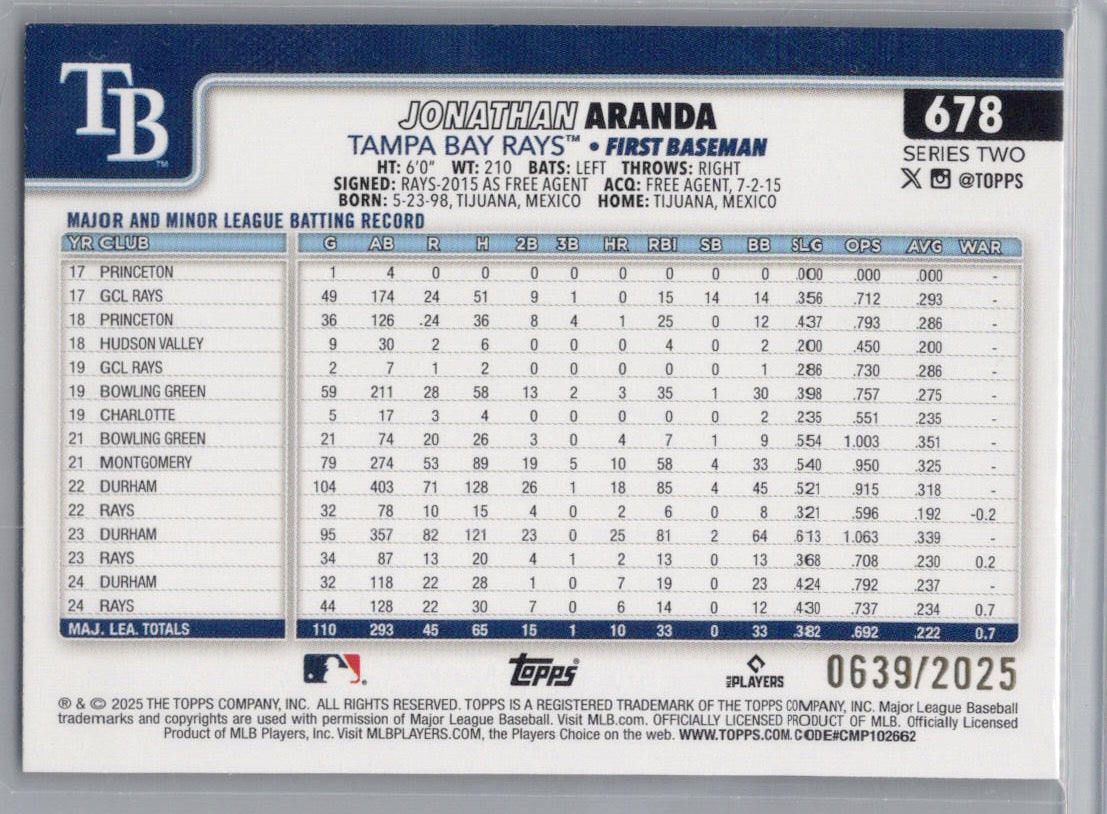 TB™
JONATHAN ARANDA
678
TAMPA BAY RAYS™ • FIRST BASEMAN
SERIES TWO
HT: 6'0" WT: 210 BATS: LEFT THROWS: RIGHT
@TOPPS
SIGNED: RAYS-2015 AS FREE AGENT ACQ: FREE AGENT, 7-2-15
BORN: 5-23-98, TIJUANA, MEXICO HOME: TIJUANA, MEXICO
MAJOR AND MINOR LEAGUE BATTING RECORD
YR CLUB G AB R H 2B 3B HR RBI SB BB SLG OPS AVG WAR
17 PRINCETON 1 4 0 0 0 0 0 0 0 0 .000 .000 .000 -
17 GCL RAYS 49 174 24 51 9 1 0 15 14 14 .356 .712 .293 -
18 PRINCETON 36 126 .24 36 8 4 1 25 0 12 .437 .793 .286 -
18 HUDSON VALLEY 9 30 2 6 0 0 0 4 0 2 .200 .450 .200 -
19 GCL RAYS 2 7 1 2 0 0 0 0 0 1 .286 .730 .286 -
19 BOWLING GREEN 59 211 28 58 13 2 3 35 1 30 .398 .757 .275 -
19 CHARLOTTE 5 17 3 4 0 0 0 0 0 2 .235 .551 .235 -
21 BOWLING GREEN 21 74 20 26 3 0 4 7 1 9 .554 1.003 .351 -
21 MONTGOMERY 79 274 53 89 19 5 10 58 4 33 .540 .950 .325 -
22 DURHAM 104 403 71 128 26 1 18 85 4 45 .521 .915 .318 -
22 RAYS 32 78 10 15 4 0 2 6 0 8 .321 .596 .192 -0.2
23 DURHAM 95 357 82 121 23 0 25 81 2 64 .613 1.063 .339 -
23 RAYS 34 87 13 20 4 1 2 13 0 13 .368 .708 .230 0.2
24 DURHAM 32 118 22 28 1 0 7 19 0 23 .424 .792 .237 -
24 RAYS 44 128 22 30 7 0 6 14 0 12 .430 .737 .234 0.7
MAJ. LEA. TOTALS 110 293 45 65 15 1 10 33 0 33 .382 .692 .222 0.7
topps® MLB PLAYERS 0639/2025
® & © 2025 THE TOPPS COMPANY, INC. ALL RIGHTS RESERVED. TOPPS IS A REGISTERED TRADEMARK OF THE TOPPS COMPANY, INC. Major League Baseball
trademarks and copyrights are used with permission of Major League Baseball. Visit MLB.com. OFFICIALLY LICENSED PRODUCT OF MLB. Officially Licensed
Product of MLB Players, Inc. Visit MLBPLAYERS.COM, the Players Choice on the web. WWW.TOPPS.COM. CODE#CMP102662